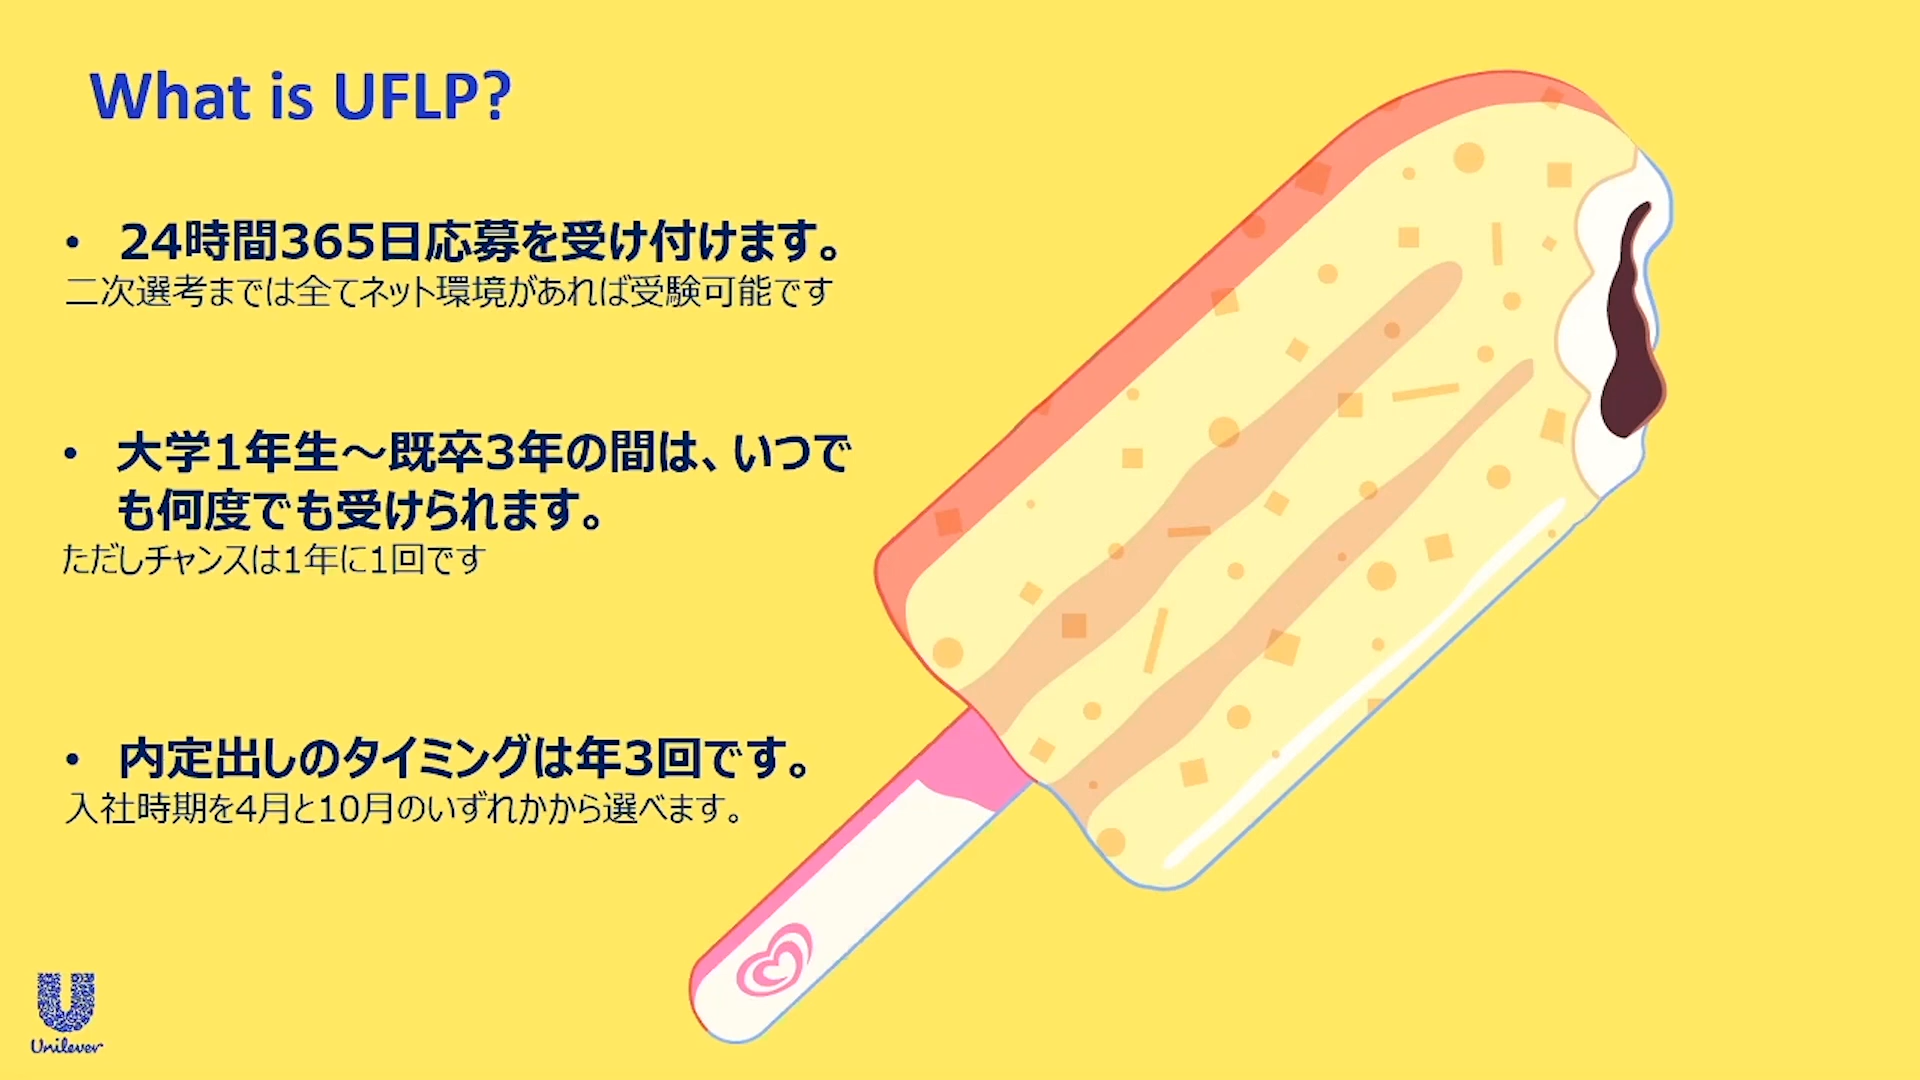 What is UFLP?
• 24時間365日応募を受け付けます。
二次選考までは全てネット環境があれば受験可能です
• 大学1年生～既卒3年の間は、いつで
も何度でも受けられます。
ただしチャンスは1年に1回です
• 内定出しのタイミングは年3回です。
入社時期を4月と10月のいずれかから選べます。
Unilever